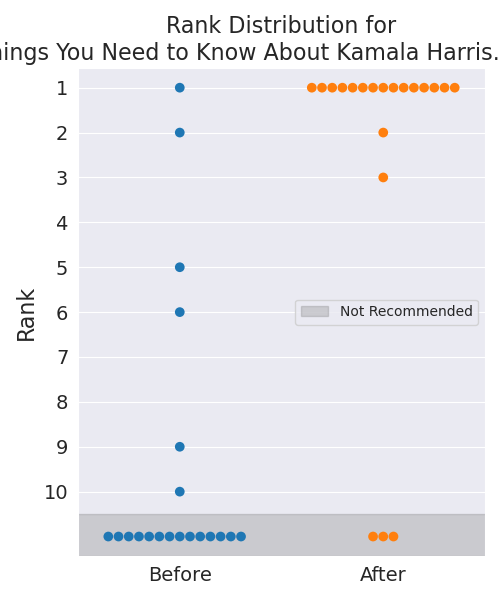 Rank Distribution for
ings You Need to Know About Kamala Harris.
1
2
3
4
5
6
7
8
9
10
Rank
Not Recommended
Before After